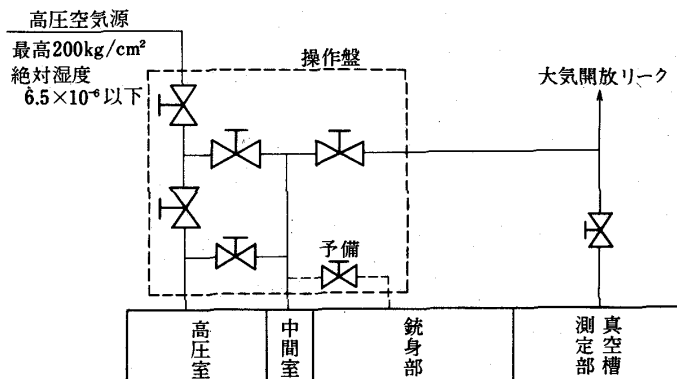 高圧空気源
最高200kg/cm²
絶対湿度
6.5×10⁻⁶以下
操作盤
大気開放リーク
予備
高圧室
中間室
銃身部
測定部
真空槽